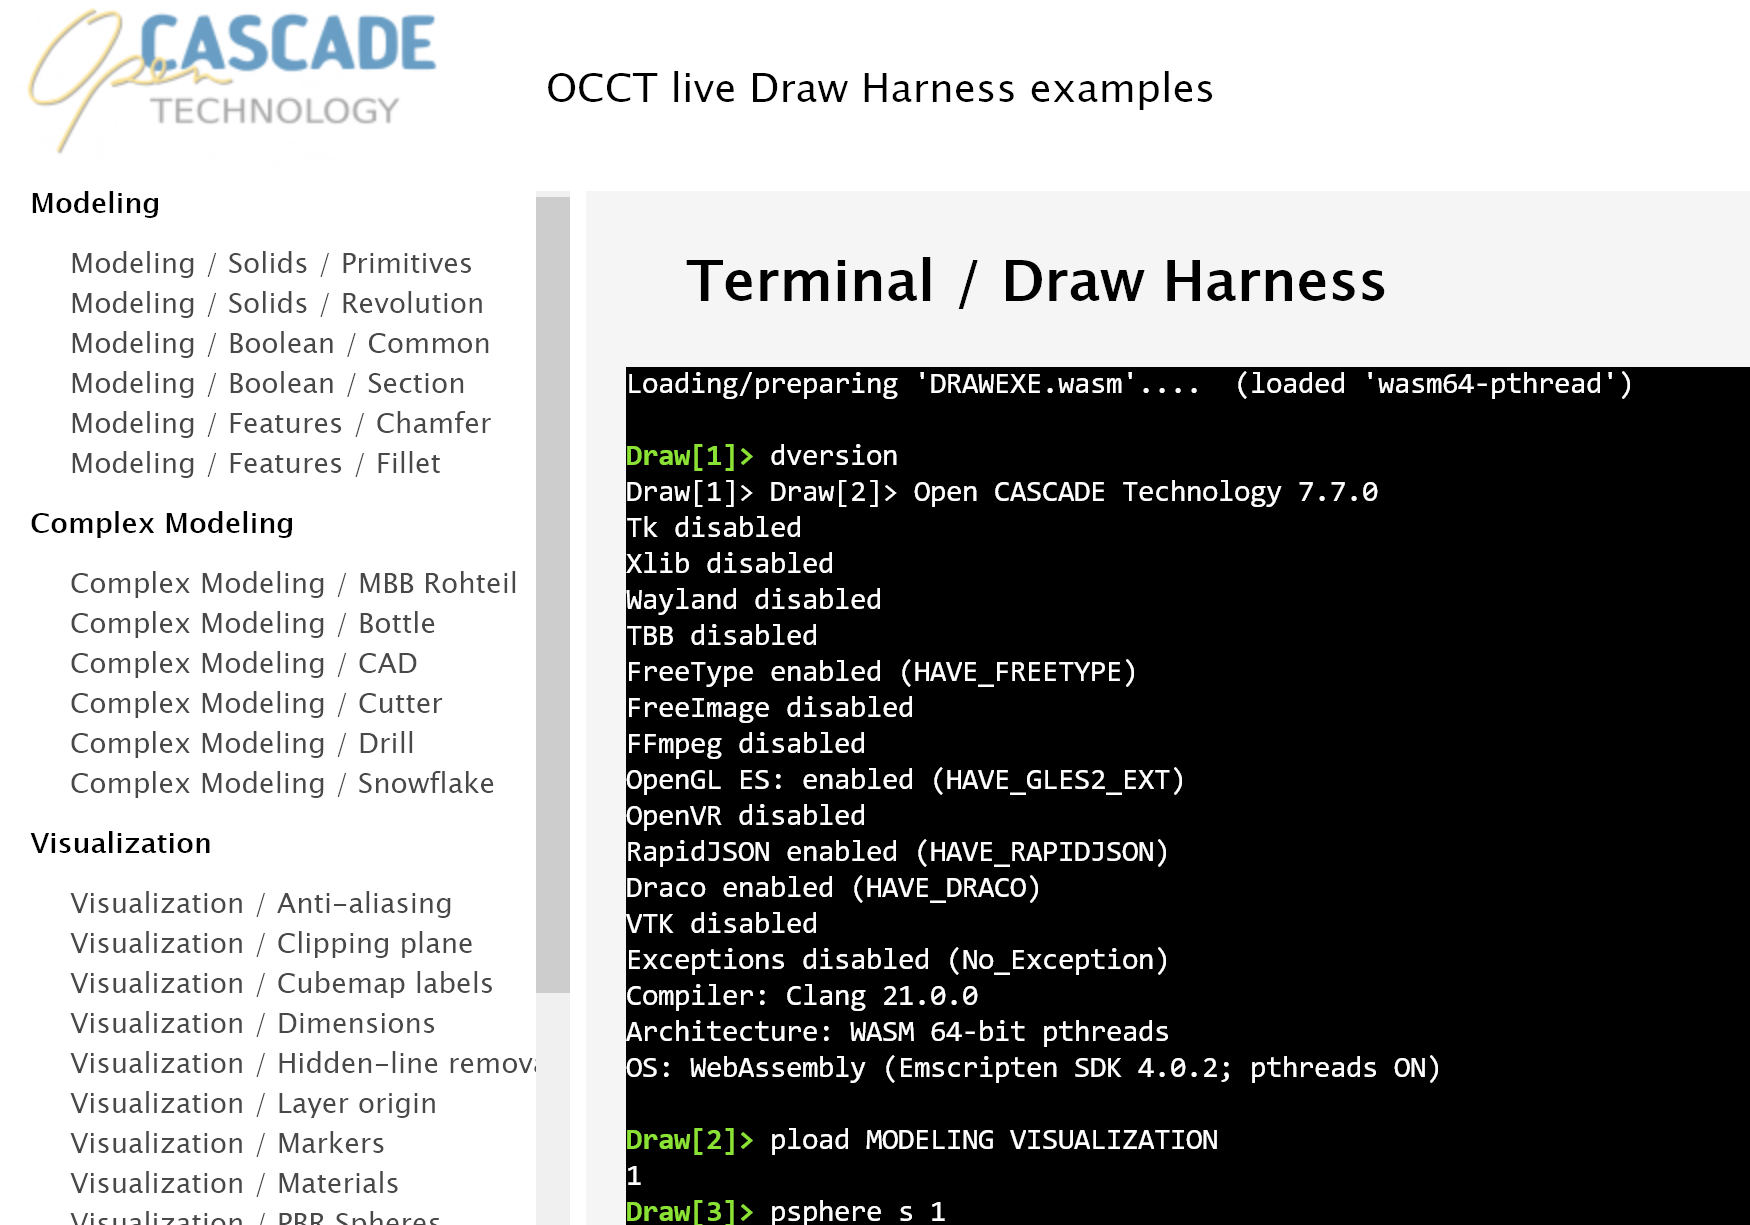 Open CASCADE
TECHNOLOGY
OCCT live Draw Harness examples
Modeling
Modeling / Solids / Primitives
Modeling / Solids / Revolution
Modeling / Boolean / Common
Modeling / Boolean / Section
Modeling / Features / Chamfer
Modeling / Features / Fillet
Complex Modeling
Complex Modeling / MBB Rohteil
Complex Modeling / Bottle
Complex Modeling / CAD
Complex Modeling / Cutter
Complex Modeling / Drill
Complex Modeling / Snowflake
Visualization
Visualization / Anti-aliasing
Visualization / Clipping plane
Visualization / Cubemap labels
Visualization / Dimensions
Visualization / Hidden-line remova
Visualization / Layer origin
Visualization / Markers
Visualization / Materials
Visualization / PBR Spheres
Terminal / Draw Harness
Loading/preparing 'DRAWEXE.wasm'.... (loaded 'wasm64-pthread')
Draw[1]> dversion
Draw[1]> Draw[2]> Open CASCADE Technology 7.7.0
Tk disabled
Xlib disabled
Wayland disabled
TBB disabled
FreeType enabled (HAVE_FREETYPE)
FreeImage disabled
FFmpeg disabled
OpenGL ES: enabled (HAVE_GLES2_EXT)
OpenVR disabled
RapidJSON enabled (HAVE_RAPIDJSON)
Draco enabled (HAVE_DRACO)
VTK disabled
Exceptions disabled (No_Exception)
Compiler: Clang 21.0.0
Architecture: WASM 64-bit pthreads
OS: WebAssembly (Emscripten SDK 4.0.2; pthreads ON)
Draw[2]> pload MODELING VISUALIZATION
1
Draw[3]> psphere s 1